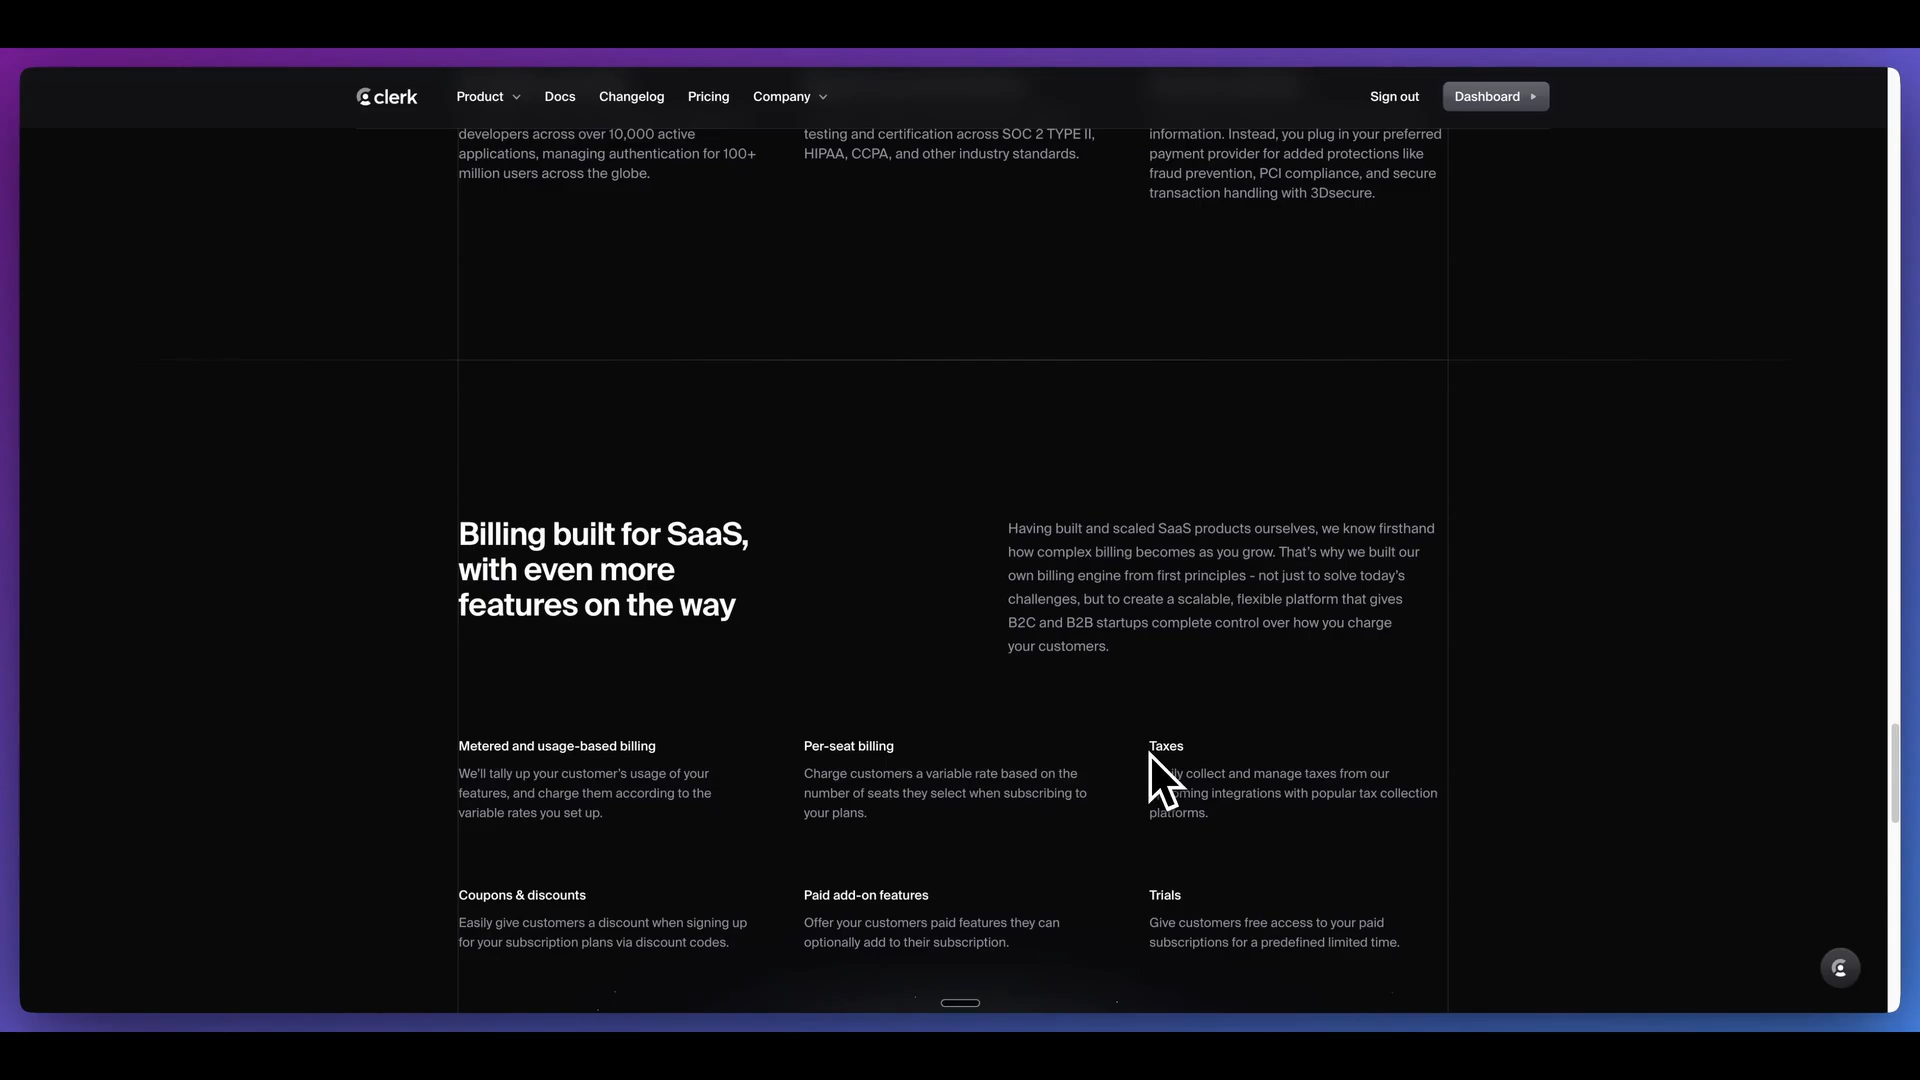 clerk
Product
Docs
Changelog
Pricing
Company
Sign out
Dashboard
developers across over 10,000 active
applications, managing authentication for 100+
million users across the globe.
testing and certification across SOC 2 TYPE II,
HIPAA, CCPA, and other industry standards.
information. Instead, you plug in your preferred
payment provider for added protections like
fraud prevention, PCI compliance, and secure
transaction handling with 3Dsecure.
Billing built for SaaS,
with even more
features on the way
Having built and scaled SaaS products ourselves, we know firsthand
how complex billing becomes as you grow. That's why we built our
own billing engine from first principles - not just to solve today's
challenges, but to create a scalable, flexible platform that gives
B2C and B2B startups complete control over how you charge
your customers.
Metered and usage-based billing
We'll tally up your customer's usage of your
features, and charge them according to the
variable rates you set up.
Per-seat billing
Charge customers a variable rate based on the
number of seats they select when subscribing to
your plans.
Taxes
collect and manage taxes from our
integrations with popular tax collection
platforms.
Coupons & discounts
Easily give customers a discount when signing up
for your subscription plans via discount codes.
Paid add-on features
Offer your customers paid features they can
optionally add to their subscription.
Trials
Give customers free access to your paid
subscriptions for a predefined limited time.